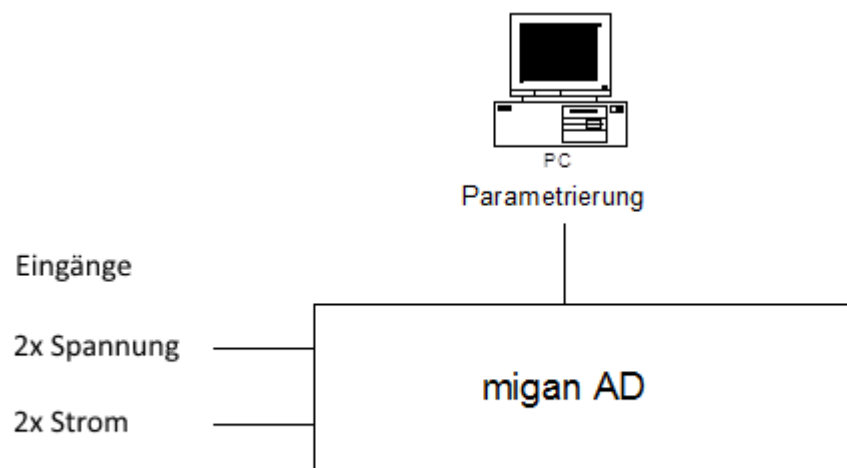 PC
Parametrierung
Eingänge
2x Spannung
migan AD
2x Strom